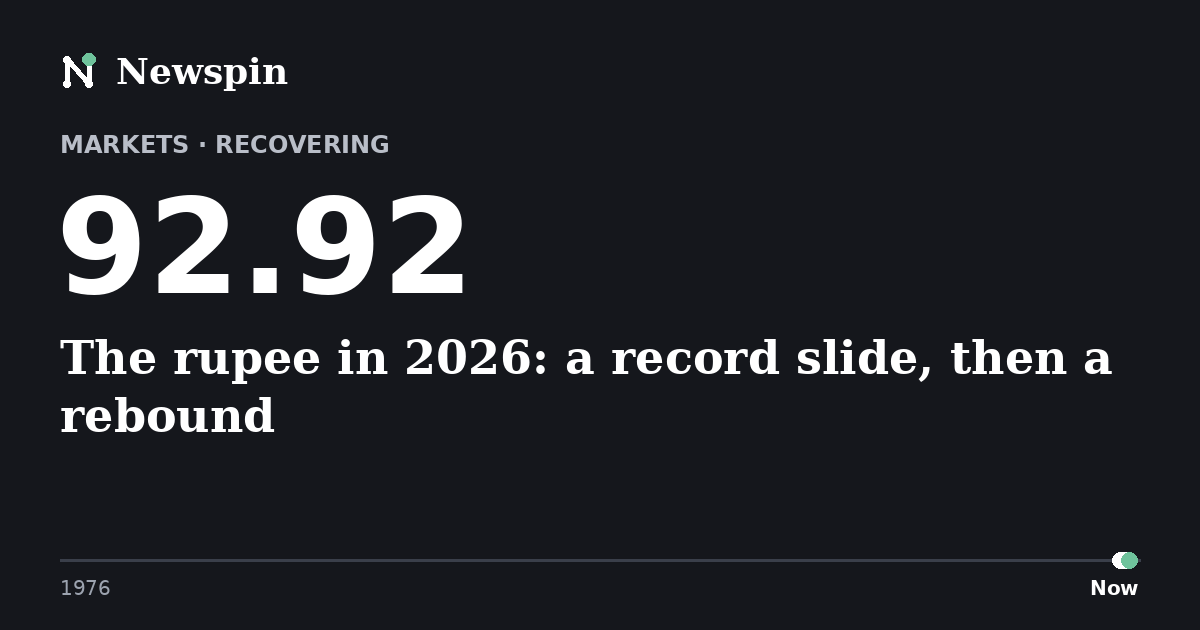 Newspin
MARKETS · RECOVERING
92.92
The rupee in 2026: a record slide, then a
rebound
1976
Now